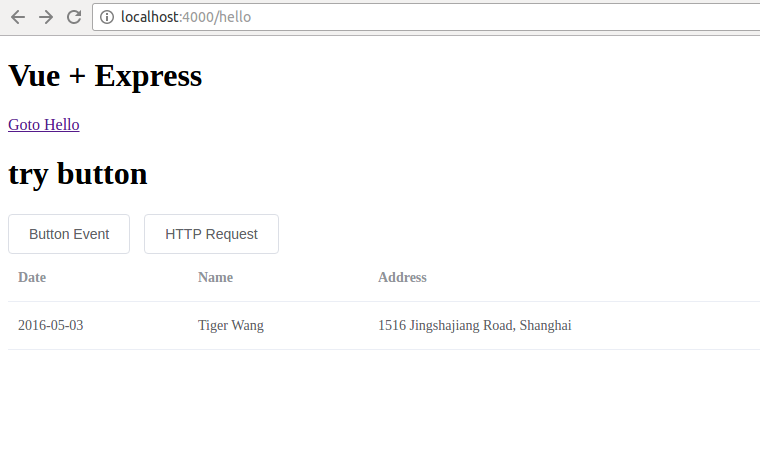 localhost:4000/hello
Vue + Express
Goto Hello
try button
Button Event HTTP Request
Date Name Address
2016-05-03 Tiger Wang 1516 Jingshajiang Road, Shanghai